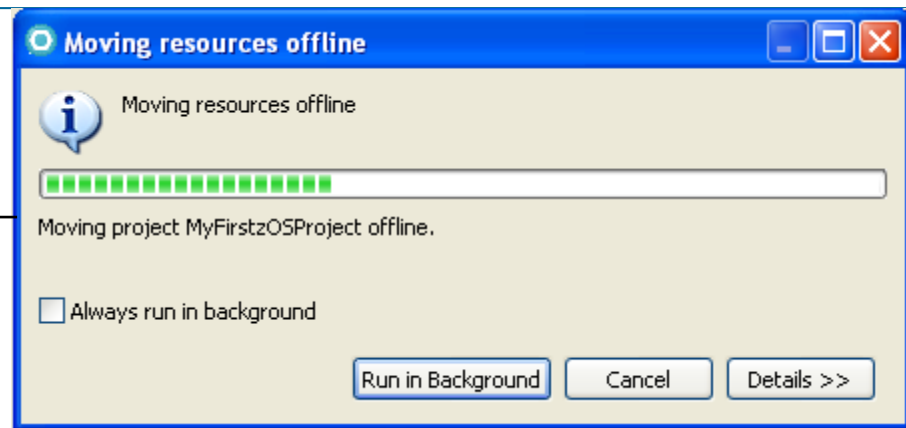 Moving resources offline
Moving resources offline
Moving project MyFirstzOSProject offline.
Always run in background
Run in Background Cancel Details >>